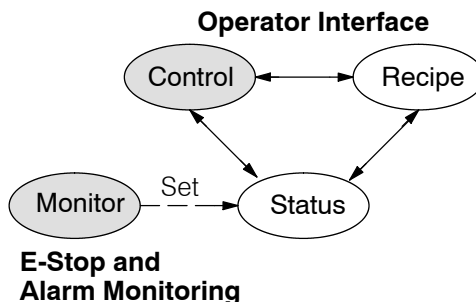 Operator Interface
Control
Recipe
Set
Monitor
Status
E-Stop and
Alarm Monitoring